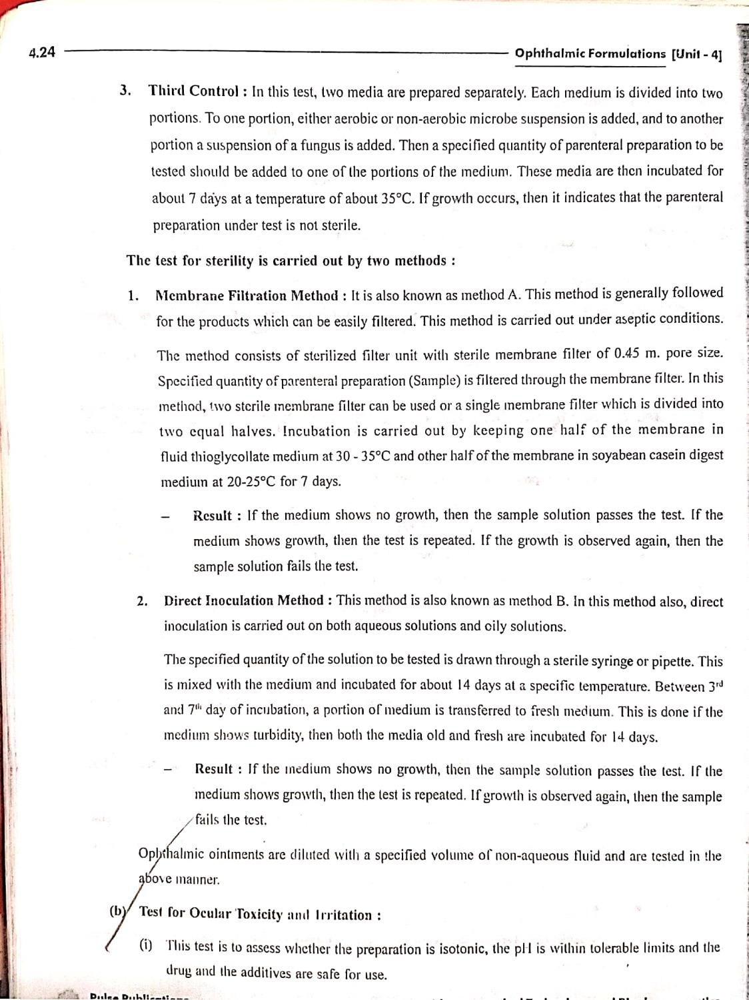 4.24 Ophthalmic Formulations [Unit - 4]
3. Third Control : In this test, two media are prepared separately. Each medium is divided into two
portions. To one portion, either aerobic or non-aerobic microbe suspension is added, and to another
portion a suspension of a fungus is added. Then a specified quantity of parenteral preparation to be
tested should be added to one of the portions of the medium. These media are then incubated for
about 7 days at a temperature of about 35°C. If growth occurs, then it indicates that the parenteral
preparation under test is not sterile.
The test for sterility is carried out by two methods :
1. Membrane Filtration Method : It is also known as method A. This method is generally followed
for the products which can be easily filtered. This method is carried out under aseptic conditions.
The method consists of sterilized filter unit with sterile membrane filter of 0.45 m. pore size.
Specified quantity of parenteral preparation (Sample) is filtered through the membrane filter. In this
method, two sterile membrane filter can be used or a single membrane filter which is divided into
two equal halves. Incubation is carried out by keeping one half of the membrane in
fluid thioglycollate medium at 30 - 35°C and other half of the membrane in soyabean casein digest
medium at 20-25°C for 7 days.
– Result : If the medium shows no growth, then the sample solution passes the test. If the
medium shows growth, then the test is repeated. If the growth is observed again, then the
sample solution fails the test.
2. Direct Inoculation Method : This method is also known as method B. In this method also, direct
inoculation is carried out on both aqueous solutions and oily solutions.
The specified quantity of the solution to be tested is drawn through a sterile syringe or pipette. This
is mixed with the medium and incubated for about 14 days at a specific temperature. Between 3rd
and 7th day of incubation, a portion of medium is transferred to fresh medium. This is done if the
medium shows turbidity, then both the media old and fresh are incubated for 14 days.
– Result : If the medium shows no growth, then the sample solution passes the test. If the
medium shows growth, then the test is repeated. If growth is observed again, then the sample
fails the test.
Ophthalmic ointments are diluted with a specified volume of non-aqueous fluid and are tested in the
above manner.
(b) Test for Ocular Toxicity and Irritation :
(i) This test is to assess whether the preparation is isotonic, the pH is within tolerable limits and the
drug and the additives are safe for use.
Pulse Publications